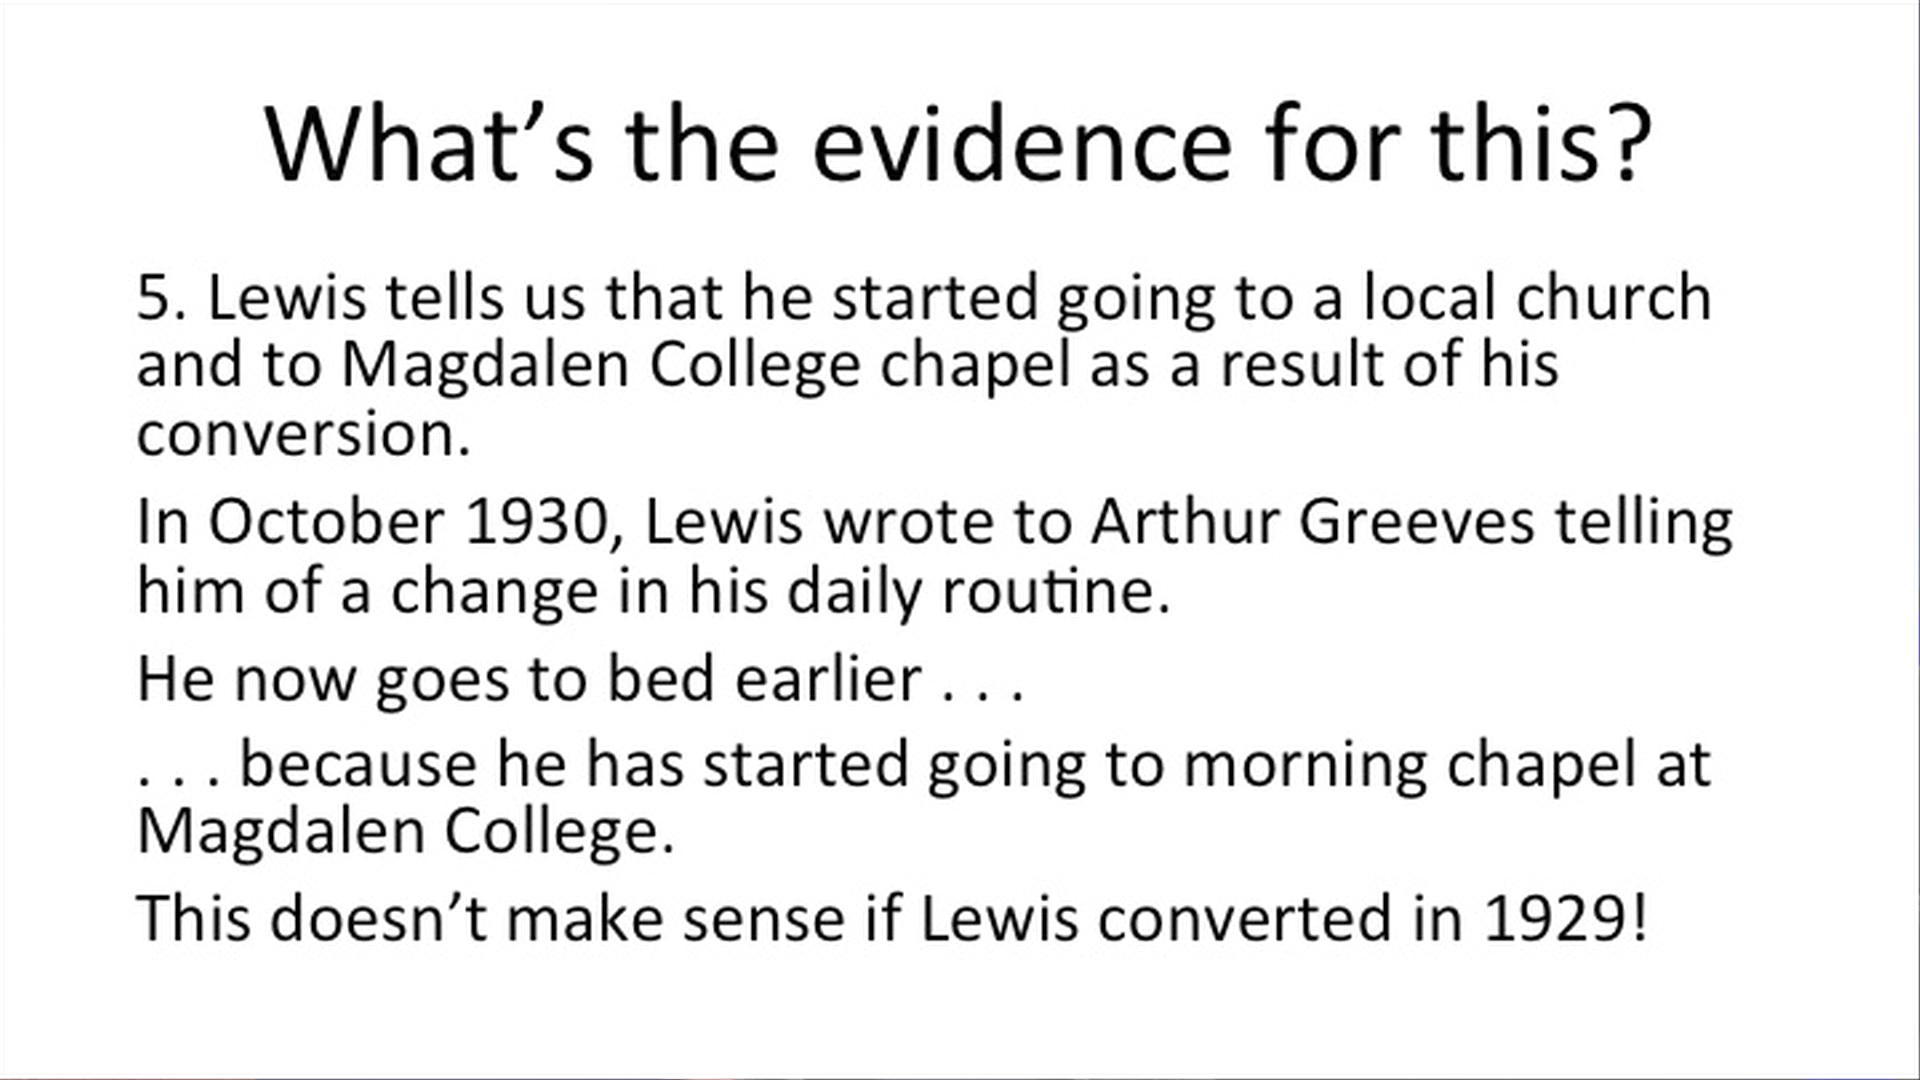 What’s the evidence for this?
5. Lewis tells us that he started going to a local church
and to Magdalen College chapel as a result of his
conversion.
In October 1930, Lewis wrote to Arthur Greeves telling
him of a change in his daily routine.
He now goes to bed earlier . . .
. . . because he has started going to morning chapel at
Magdalen College.
This doesn’t make sense if Lewis converted in 1929!